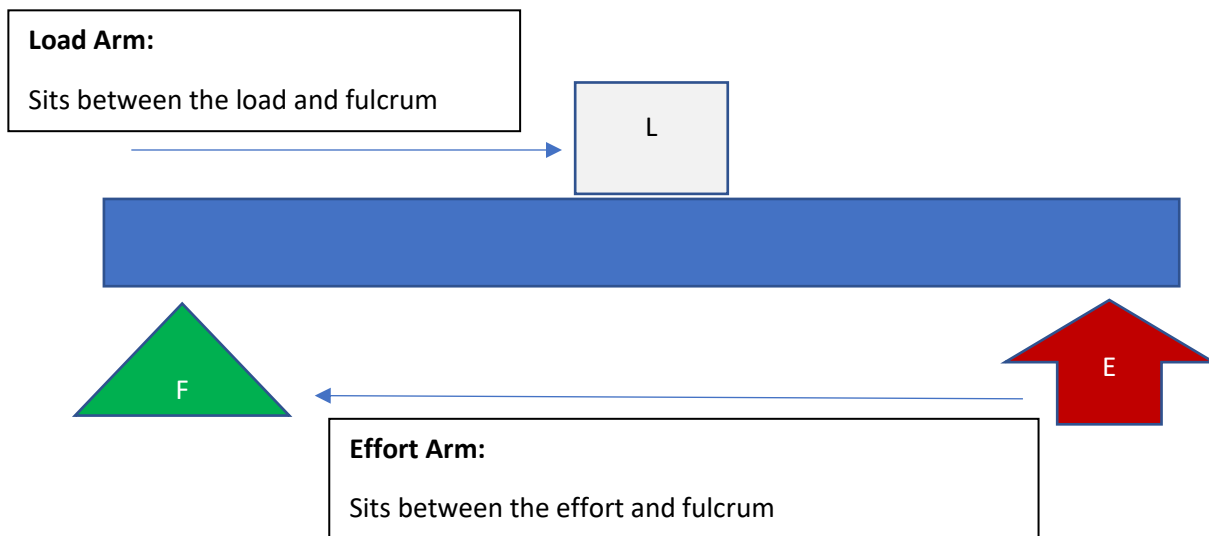 Load Arm:
Sits between the load and fulcrum
L
F
E
Effort Arm:
Sits between the effort and fulcrum